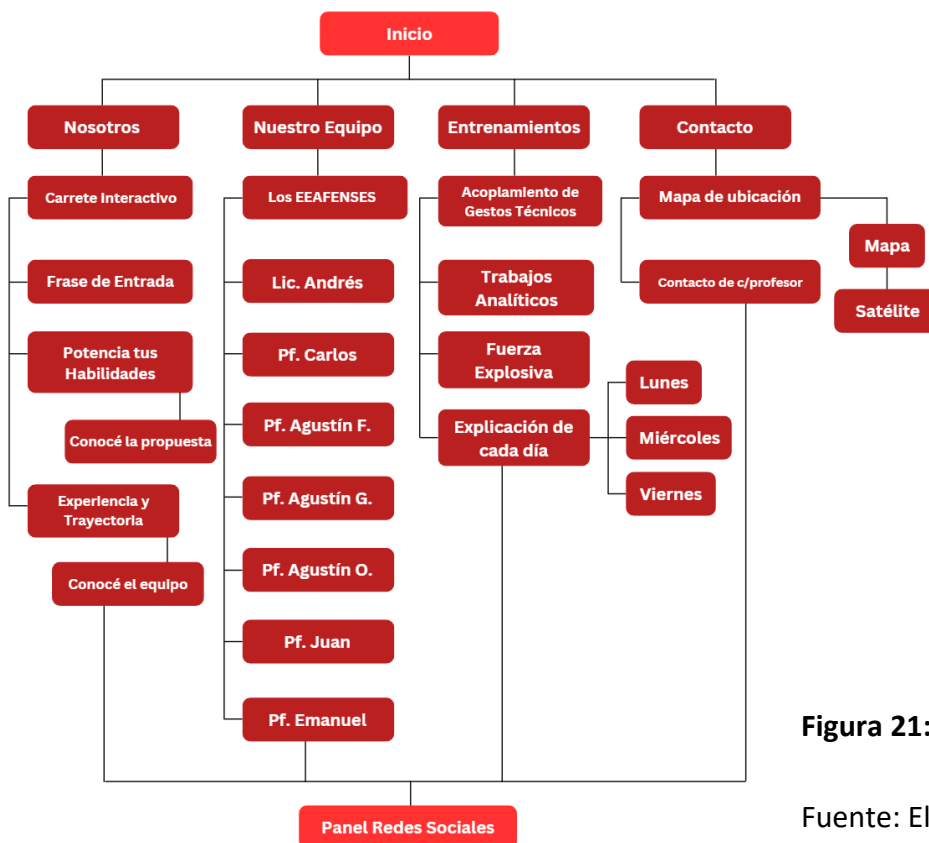 Inicio
Nosotros
Nuestro Equipo
Entrenamientos
Contacto
Carrete Interactivo
Frase de Entrada
Potencia tus
Habilidades
Conocé la propuesta
Experiencia y
Trayectoria
Conocé el equipo
Los EEAFENSES
Lic. Andrés
Pf. Carlos
Pf. Agustín F.
Pf. Agustín G.
Pf. Agustín O.
Pf. Juan
Pf. Emanuel
Acoplamiento de
Gestos Técnicos
Trabajos
Analíticos
Fuerza
Explosiva
Explicación de
cada día
Lunes
Miércoles
Viernes
Mapa de ubicación
Mapa
Satélite
Contacto de c/profesor
Panel Redes Sociales
Figura 21:
Fuente: El